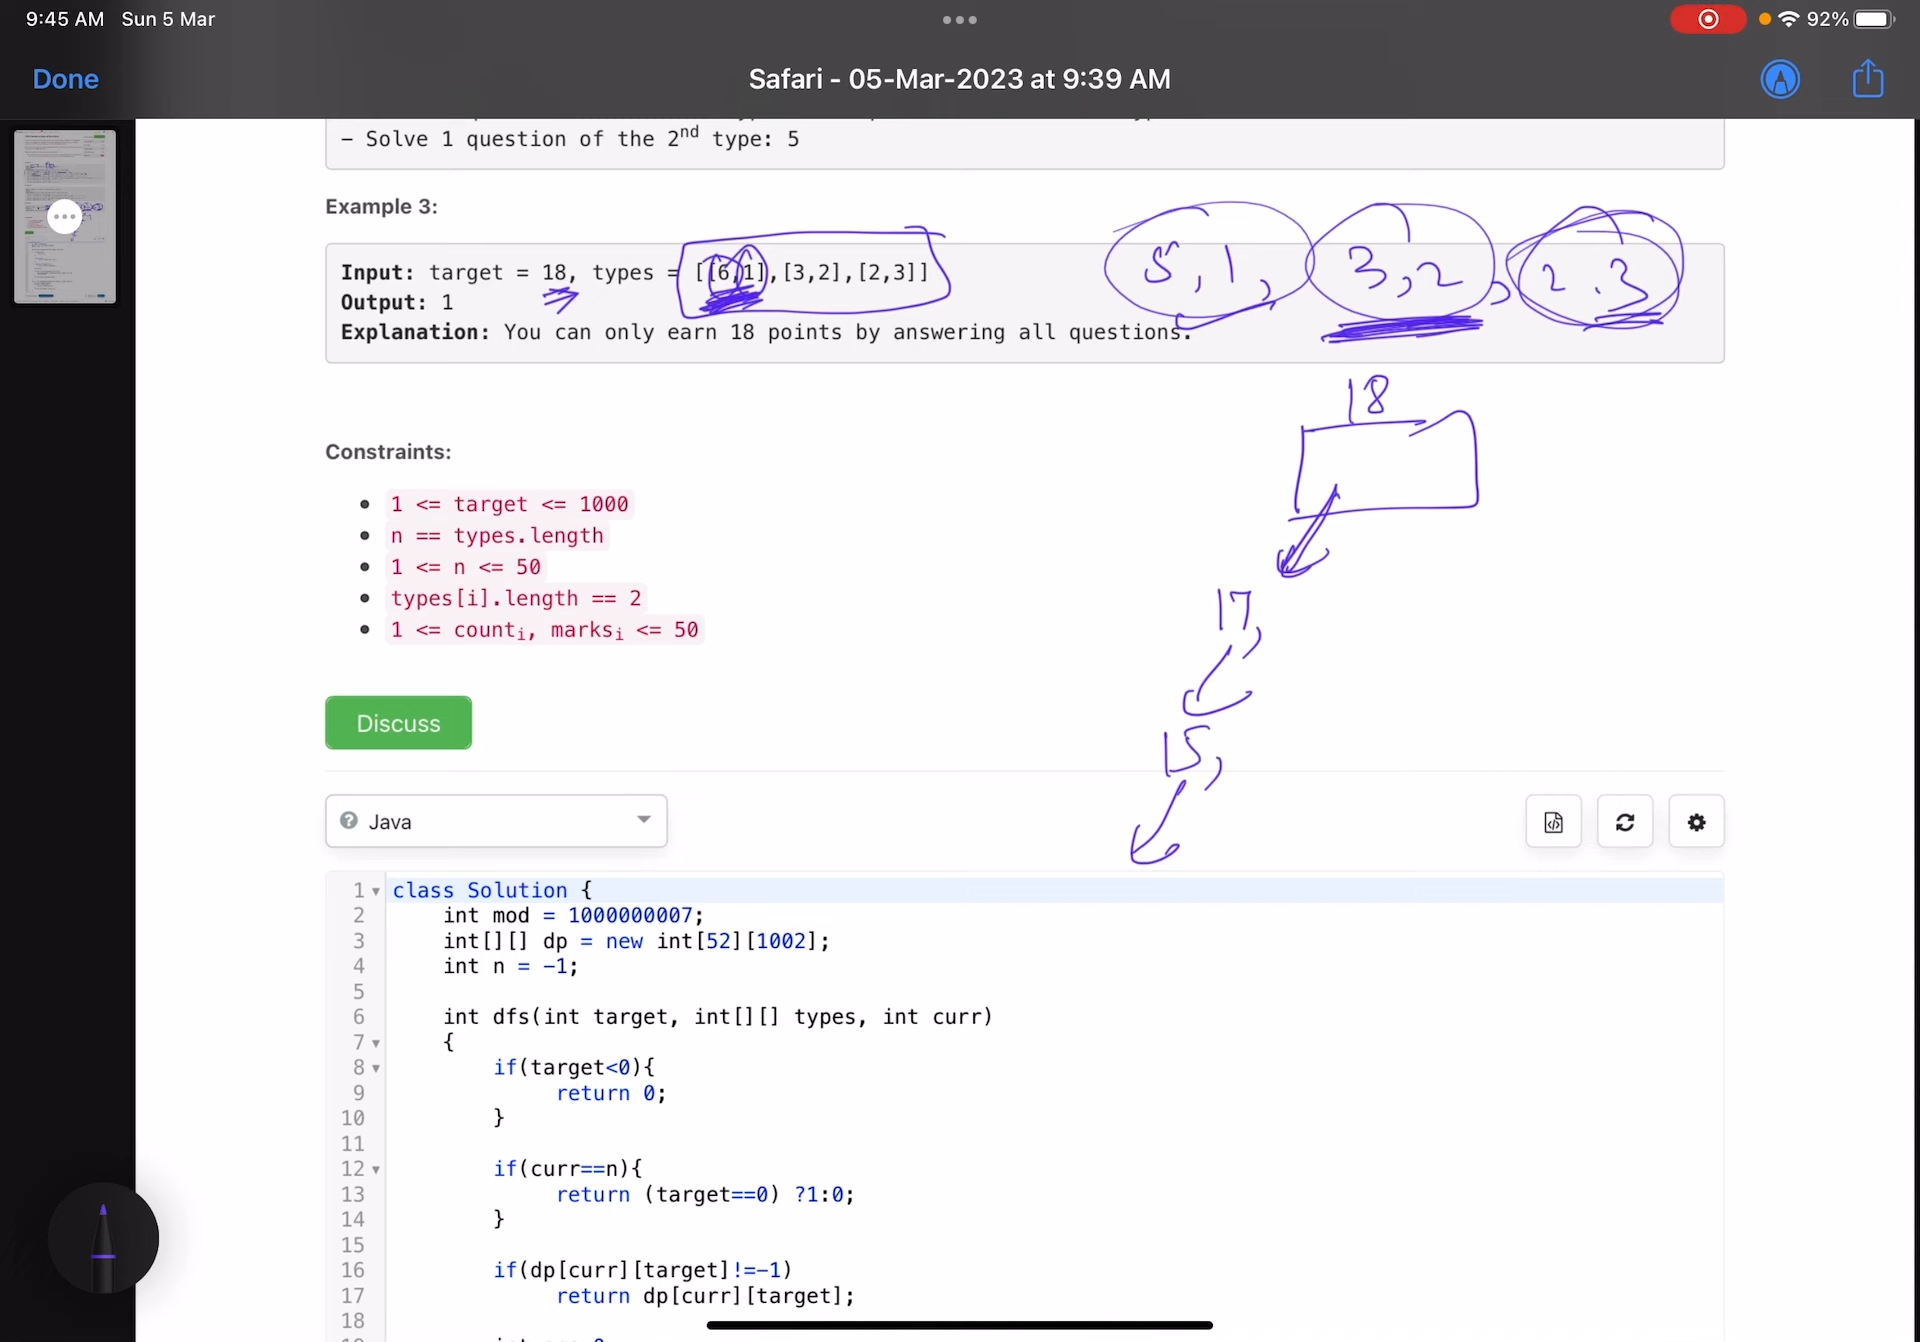 9:45 AM Sun 5 Mar
92%
Done
Safari - 05-Mar-2023 at 9:39 AM
- Solve 1 question of the 2nd type: 5
Example 3:
Input: target = 18, types = [[6,1],[3,2],[2,3]]
5,1, 3,2, 2,3
Output: 1
Explanation: You can only earn 18 points by answering all questions.
18
Constraints:
1 <= target <= 1000
n == types.length
1 <= n <= 50
types[i].length == 2
1 <= counti, marksi <= 50
17,
15,
Discuss
Java
1 class Solution {
2 int mod = 1000000007;
3 int[][] dp = new int[52][1002];
4 int n = -1;
5
6 int dfs(int target, int[][] types, int curr)
7 {
8 if(target<0){
9 return 0;
10 }
11
12 if(curr==n){
13 return (target==0) ?1:0;
14 }
15
16 if(dp[curr][target]!=-1)
17 return dp[curr][target];
18